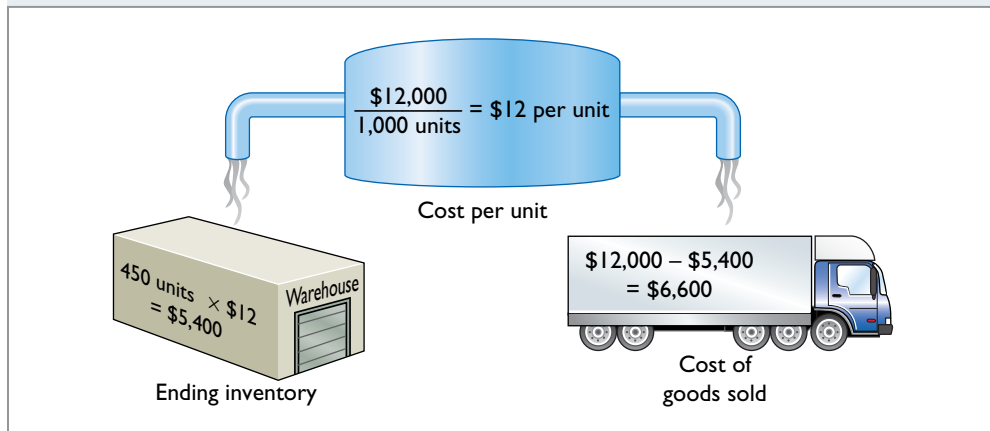 $12,000
1,000 units
= $12 per unit
Cost per unit
450 units × $12
= $5,400
Warehouse
Ending inventory
$12,000 – $5,400
= $6,600
Cost of
goods sold